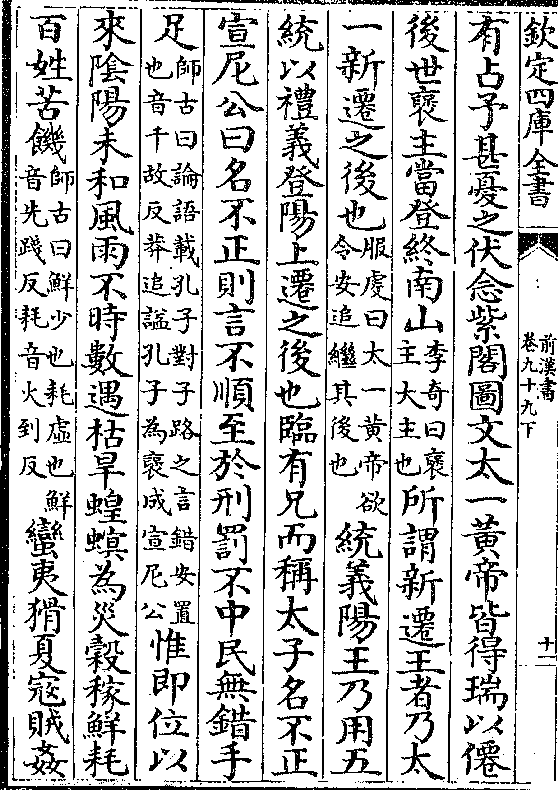 欽定四庫全書
前漢書
卷九十九下
十一
有占予甚憂之伏念紫閣圖文太一黃帝皆得瑞以僊
後世褒主當登終南山李奇曰褒主大主也所謂新遷王者乃太
一新遷之後也服虔曰太一黃帝欲令安追繼其後也統義陽王乃用五
統以禮義登陽上遷之後也臨有兄而稱太子名不正
宣尼公曰名不正則言不順至於刑罰不中民無錯手
足師古曰論語載孔子對子路之言錯安置也音千故反莽追諡孔子為褒成宣尼公惟即位以
來陰陽未和風雨不時數遇枯旱蝗螟為災穀稼鮮耗
百姓苦饑師古曰鮮少也耗虛也鮮音先踐反耗音火到反蠻夷猾夏寇賊姦